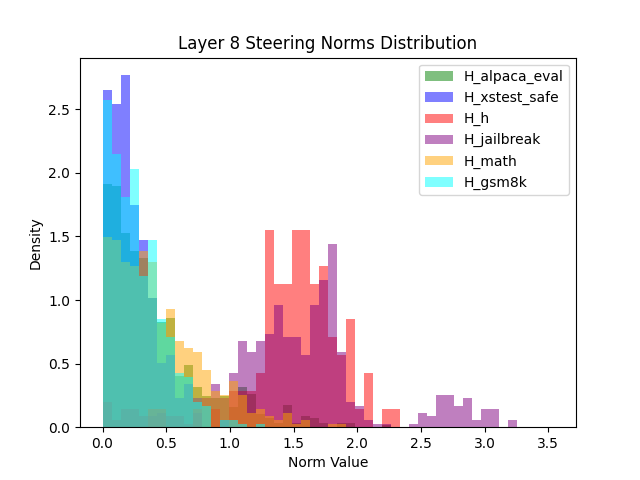 Layer 8 Steering Norms Distribution
H_alpaca_eval
H_xstest_safe
H_h
H_jailbreak
H_math
H_gsm8k
Density
2.5
2.0
1.5
1.0
0.5
0.0
0.0 0.5 1.0 1.5 2.0 2.5 3.0 3.5
Norm Value